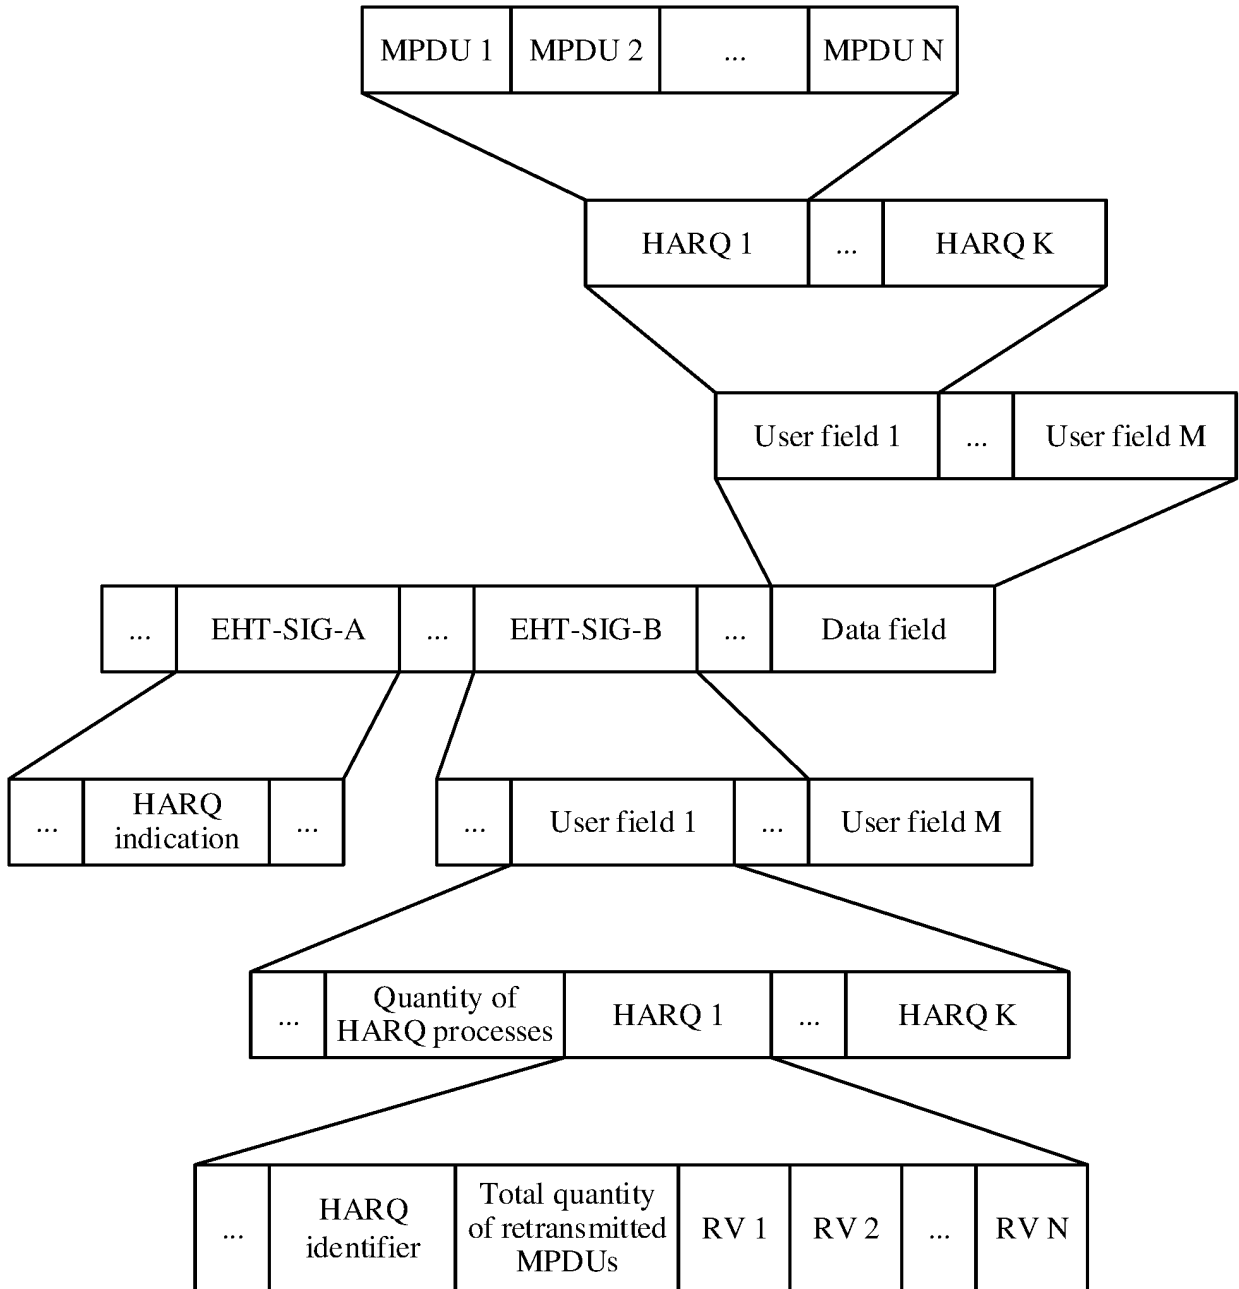 MPDU 1 MPDU 2 ... MPDU N
HARQ 1 ... HARQ K
User field 1 ... User field M
... EHT-SIG-A ... EHT-SIG-B ... Data field
... HARQ
indication ...
... User field 1 ... User field M
... Quantity of
HARQ processes HARQ 1 ... HARQ K
... HARQ
identifier
Total quantity
of retransmitted
MPDUs
RV 1 RV 2 ... RV N